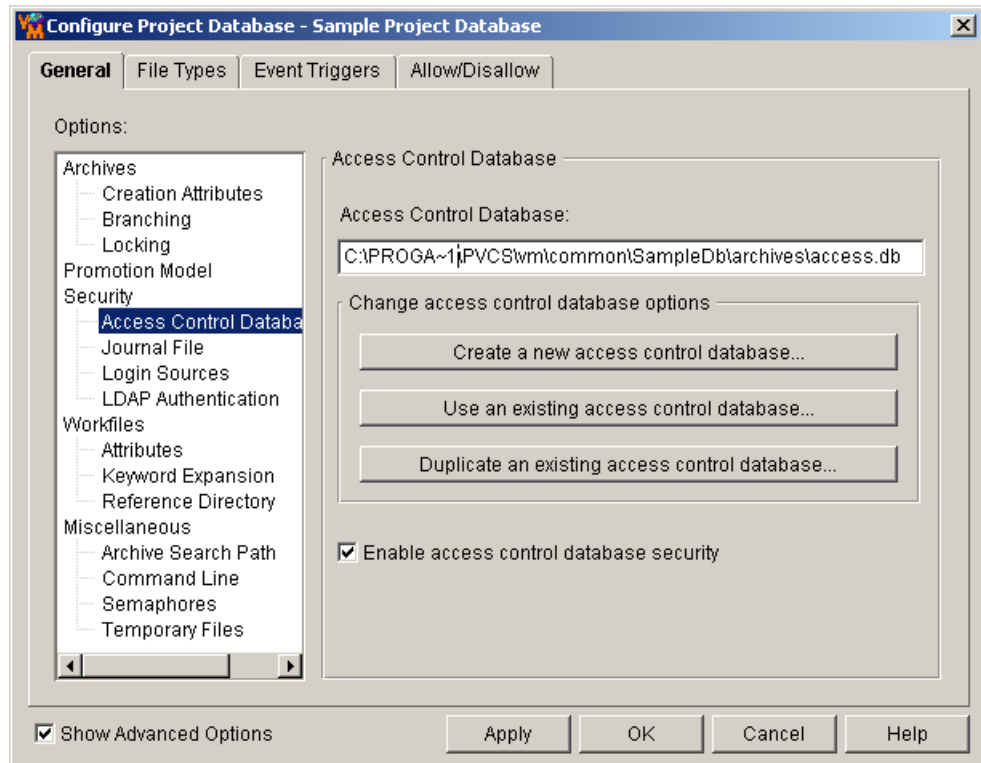 Configure Project Database - Sample Project Database
General File Types Event Triggers Allow/Disallow
Options:
Archives
Creation Attributes
Branching
Locking
Promotion Model
Security
Access Control Databa
Journal File
Login Sources
LDAP Authentication
Workfiles
Attributes
Keyword Expansion
Reference Directory
Miscellaneous
Archive Search Path
Command Line
Semaphores
Temporary Files
Access Control Database
Access Control Database:
C:\PROGA~1\PVCS\vm\common\SampleDb\archives\access.db
Change access control database options
Create a new access control database...
Use an existing access control database...
Duplicate an existing access control database...
Enable access control database security
Show Advanced Options
Apply OK Cancel Help